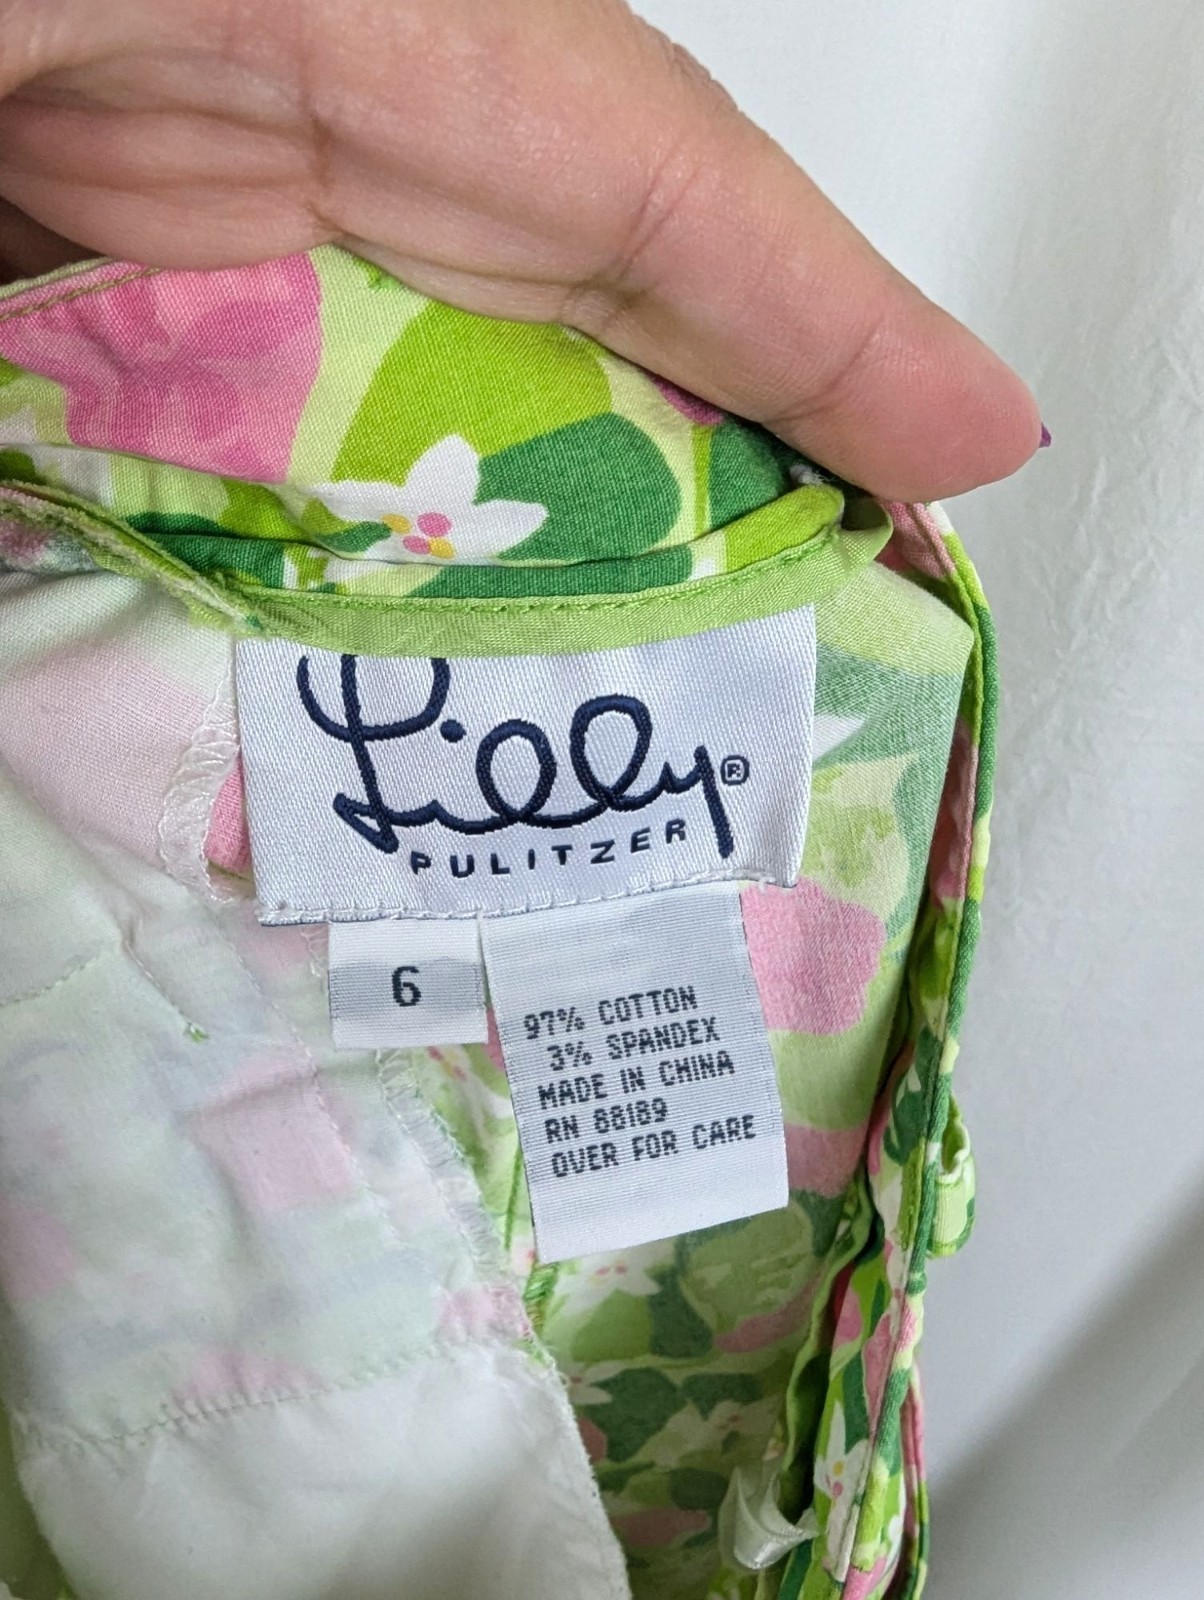 Lilly®
PULITZER
6
97% COTTON
3% SPANDEX
MADE IN CHINA
RN 88189
OVER FOR CARE